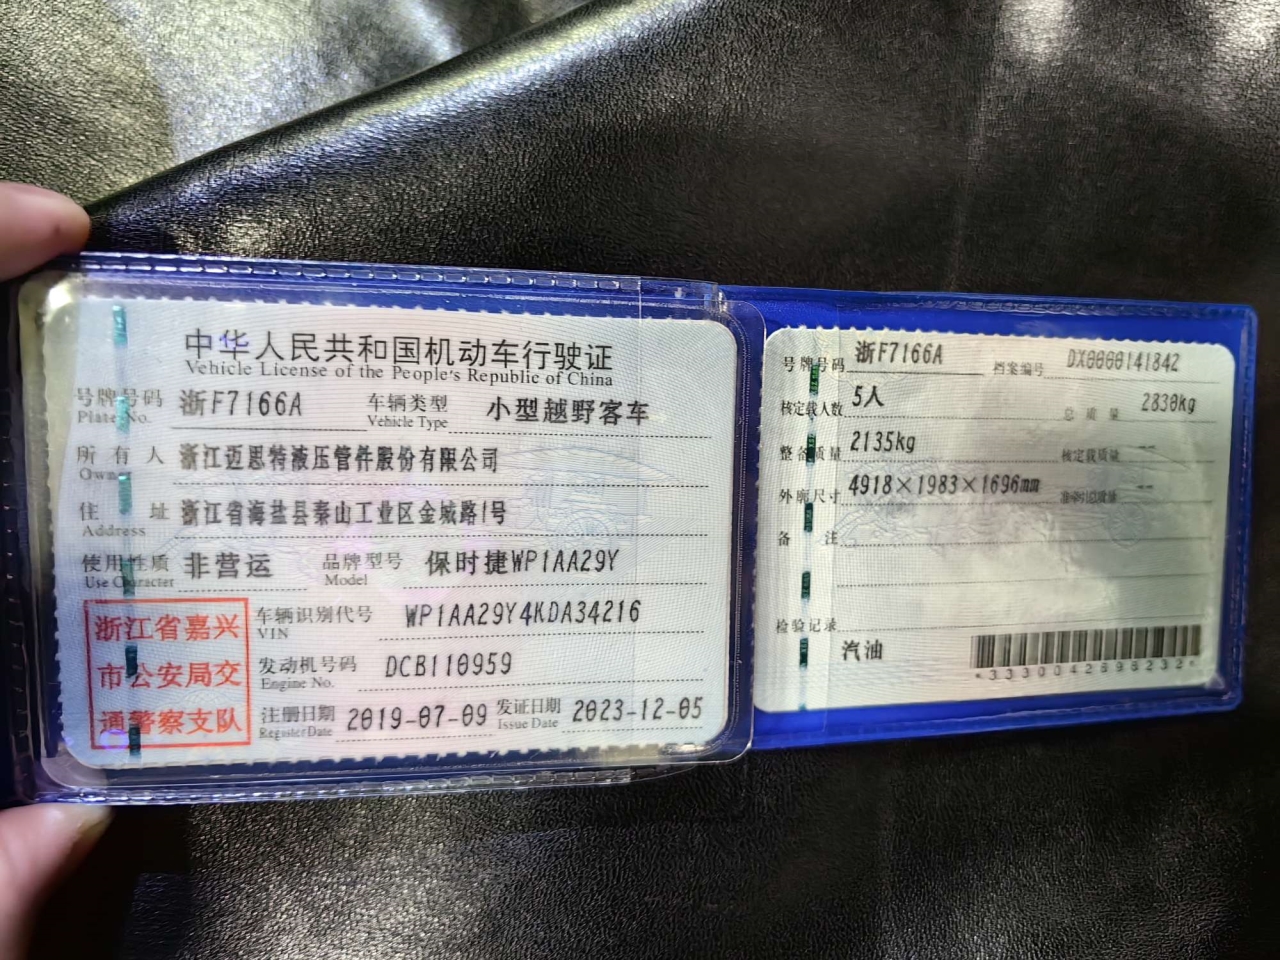 中华人民共和国机动车行驶证
Vehicle License of the People's Republic of China
号牌号码 浙F7166A 车辆类型 小型越野客车
Plate No. Vehicle Type
所有人 浙江迈思特液压管件股份有限公司
Owner
住址 浙江省海盐县秦山工业区金城路1号
Address
使用性质 非营运 品牌型号 保时捷WP1AA29Y
Use Character Model
浙江省嘉兴
市公安局交
通警察支队
车辆识别代号 WP1AA29Y4KDA34216
VIN
发动机号码 DCB110959
Engine No.
注册日期 2019-07-09 发证日期 2023-12-05
Register Date Issue Date
号牌号码 浙F7166A 档案编号 DX0000141842
核定载人数 5人 总质量 2830kg
整备质量 2135kg 核定载质量 --
外廓尺寸 4918×1983×1696mm 准牵引总质量 --
备注
检验记录
汽油